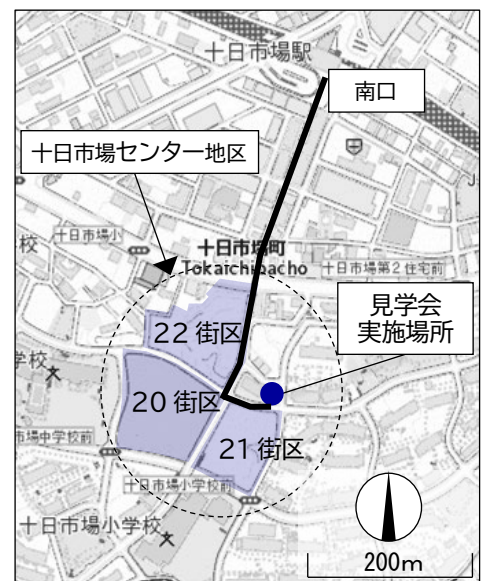 十日市場駅
南口
十日市場センター地区
十日市場小
校
十日市場町
Tokaichibacho
十日市場第2住宅前
見学会
実施場所
22 街区
学校
20 街区
市場中学校前
21 街区
十日市場小学校前
十日市場小学校
200m